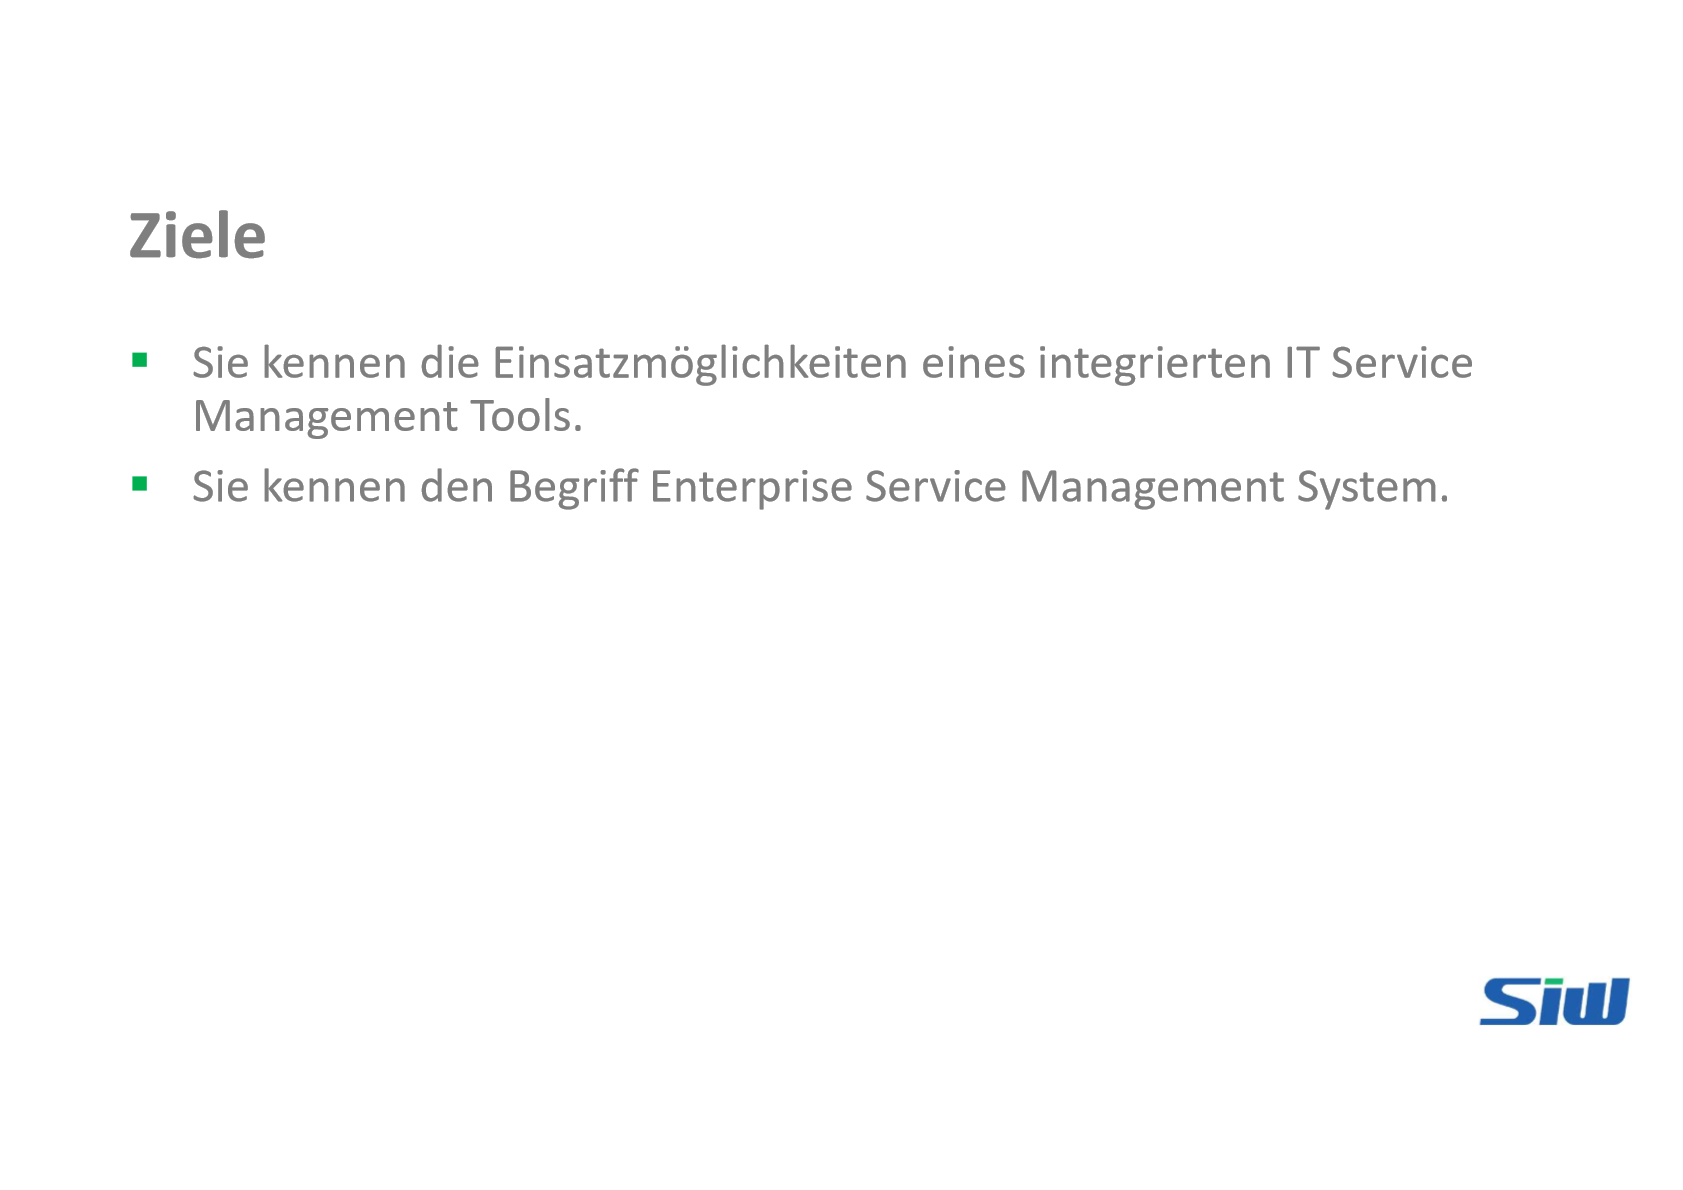 Ziele
Sie kennen die Einsatzmöglichkeiten eines integrierten IT Service
Management Tools.
Sie kennen den Begriff Enterprise Service Management System.
Siw